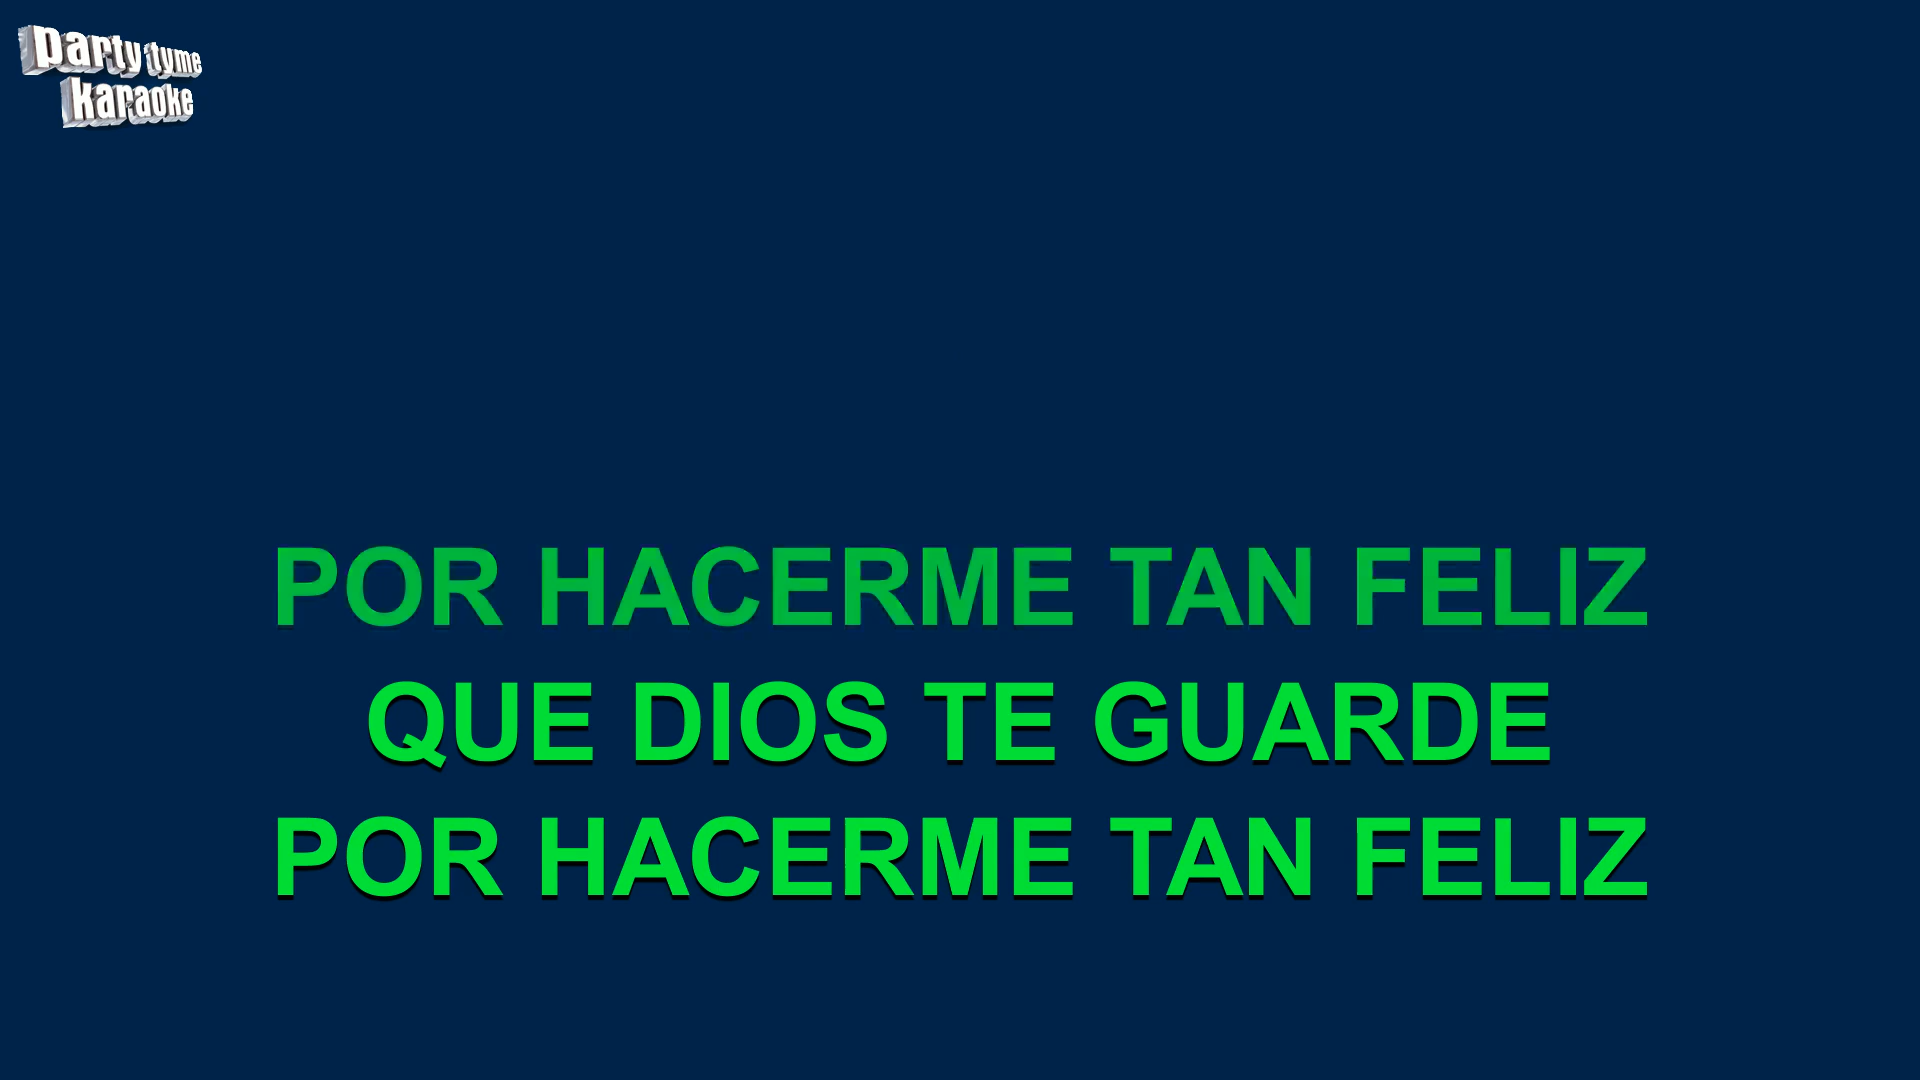 party tyme
karaoke
POR HACERME TAN FELIZ
QUE DIOS TE GUARDE
POR HACERME TAN FELIZ